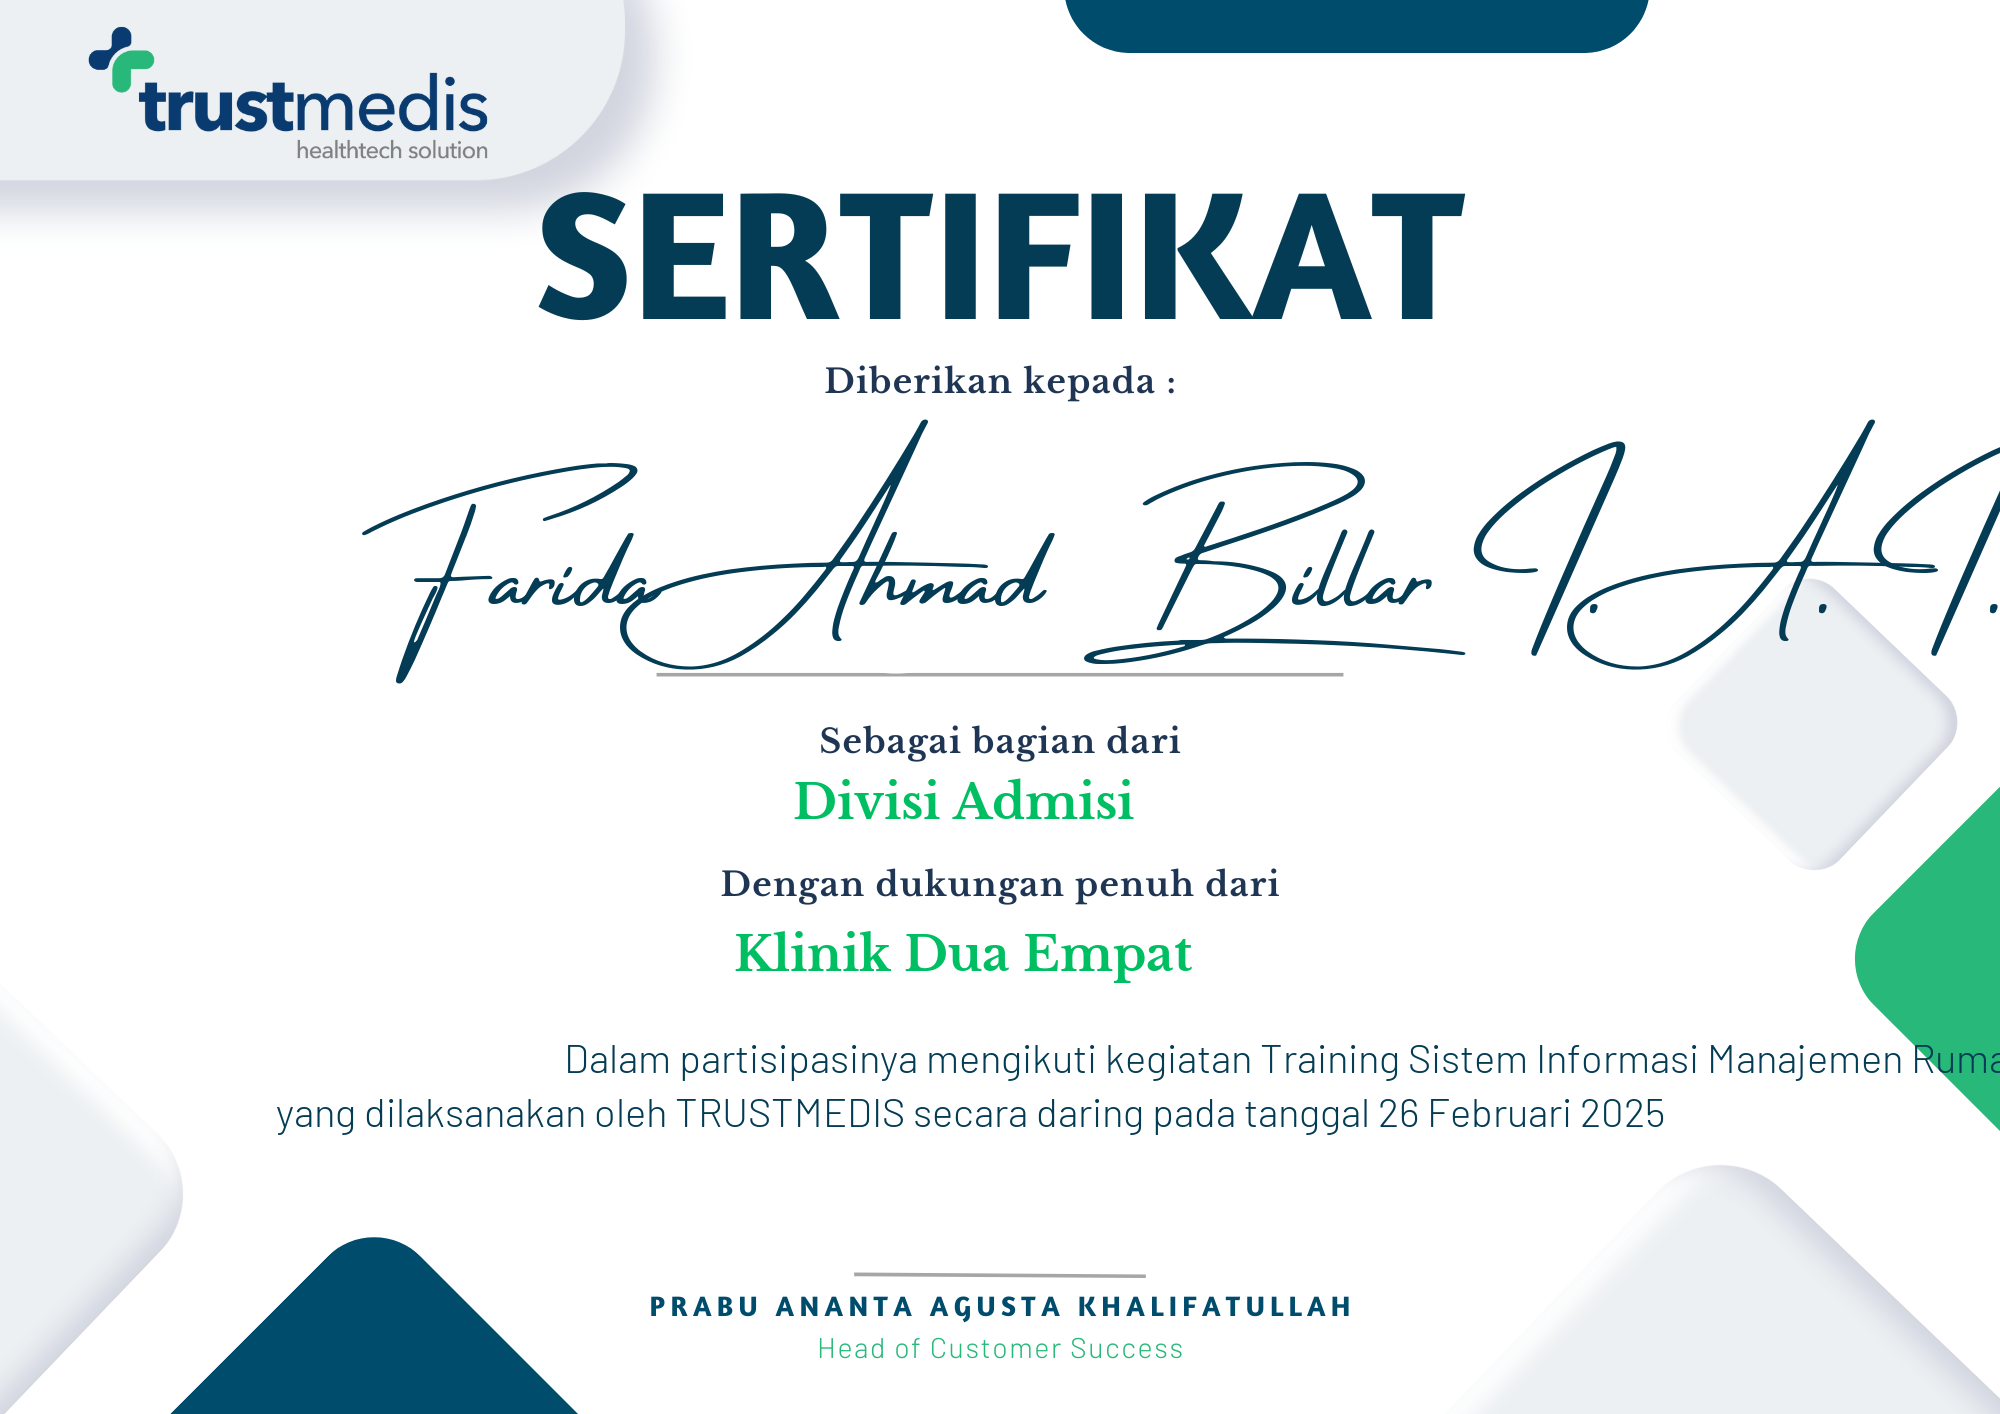 trustmedis
healthtech solution
SERTIFIKAT
Diberikan kepada :
Farida Ahmad Billar I. A. I.
Sebagai bagian dari
Divisi Admisi
Dengan dukungan penuh dari
Klinik Dua Empat
Dalam partisipasinya mengikuti kegiatan Training Sistem Informasi Manajemen Ruma
yang dilaksanakan oleh TRUSTMEDIS secara daring pada tanggal 26 Februari 2025
PRABU ANANTA AGUSTA KHALIFATULLAH
Head of Customer Success